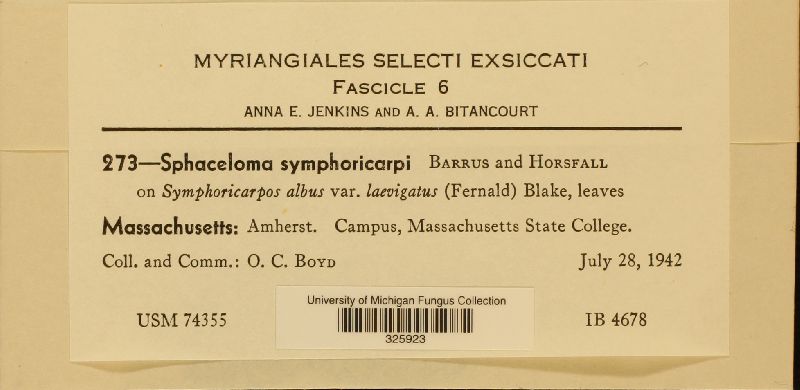 MYRIANGIALES SELECTI EXSICCATI
FASCICLE 6
ANNA E. JENKINS AND A. A. BITANCOURT
273—Sphaceloma symphoricarpi BARRUS and HORSFALL
on Symphoricarpos albus var. laevigatus (Fernald) Blake, leaves
Massachusetts: Amherst. Campus, Massachusetts State College.
Coll. and Comm.: O. C. BOYD July 28, 1942
University of Michigan Fungus Collection
USM 74355 IB 4678
325923